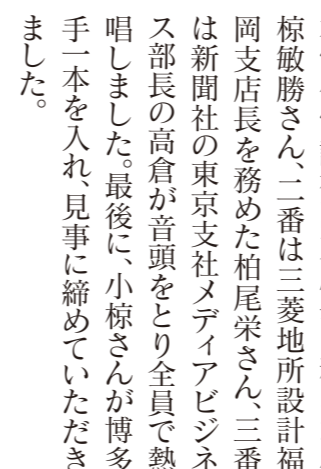 椋敏勝さん、二番は三菱地所設計福
岡支店長を務めた柏尾栄さん、三番
は新聞社の東京支社メディアビジネ
ス部長の高倉が音頭をとり全員で熱
唱しました。最後に、小椋さんが博多
手一本を入れ、見事に締めていただき
ました。